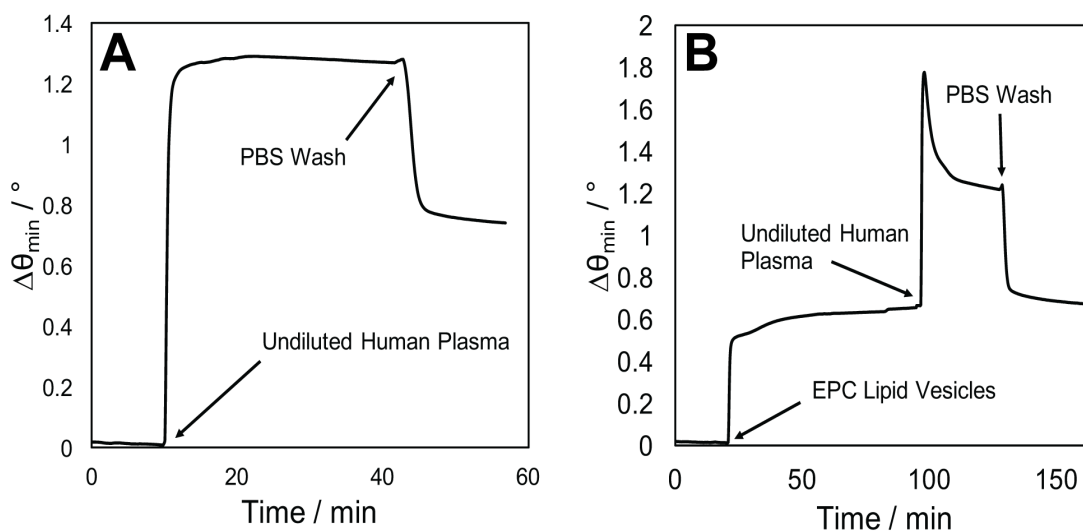 A
Δθmin / °
1.4
1.2
1
0.8
0.6
0.4
0.2
0
PBS Wash
Undiluted Human Plasma
0
20
40
60
Time / min
B
Δθmin / °
2
1.8
1.6
1.4
1.2
1
0.8
0.6
0.4
0.2
0
PBS Wash
Undiluted Human
Plasma
EPC Lipid Vesicles
0
50
100
150
Time / min